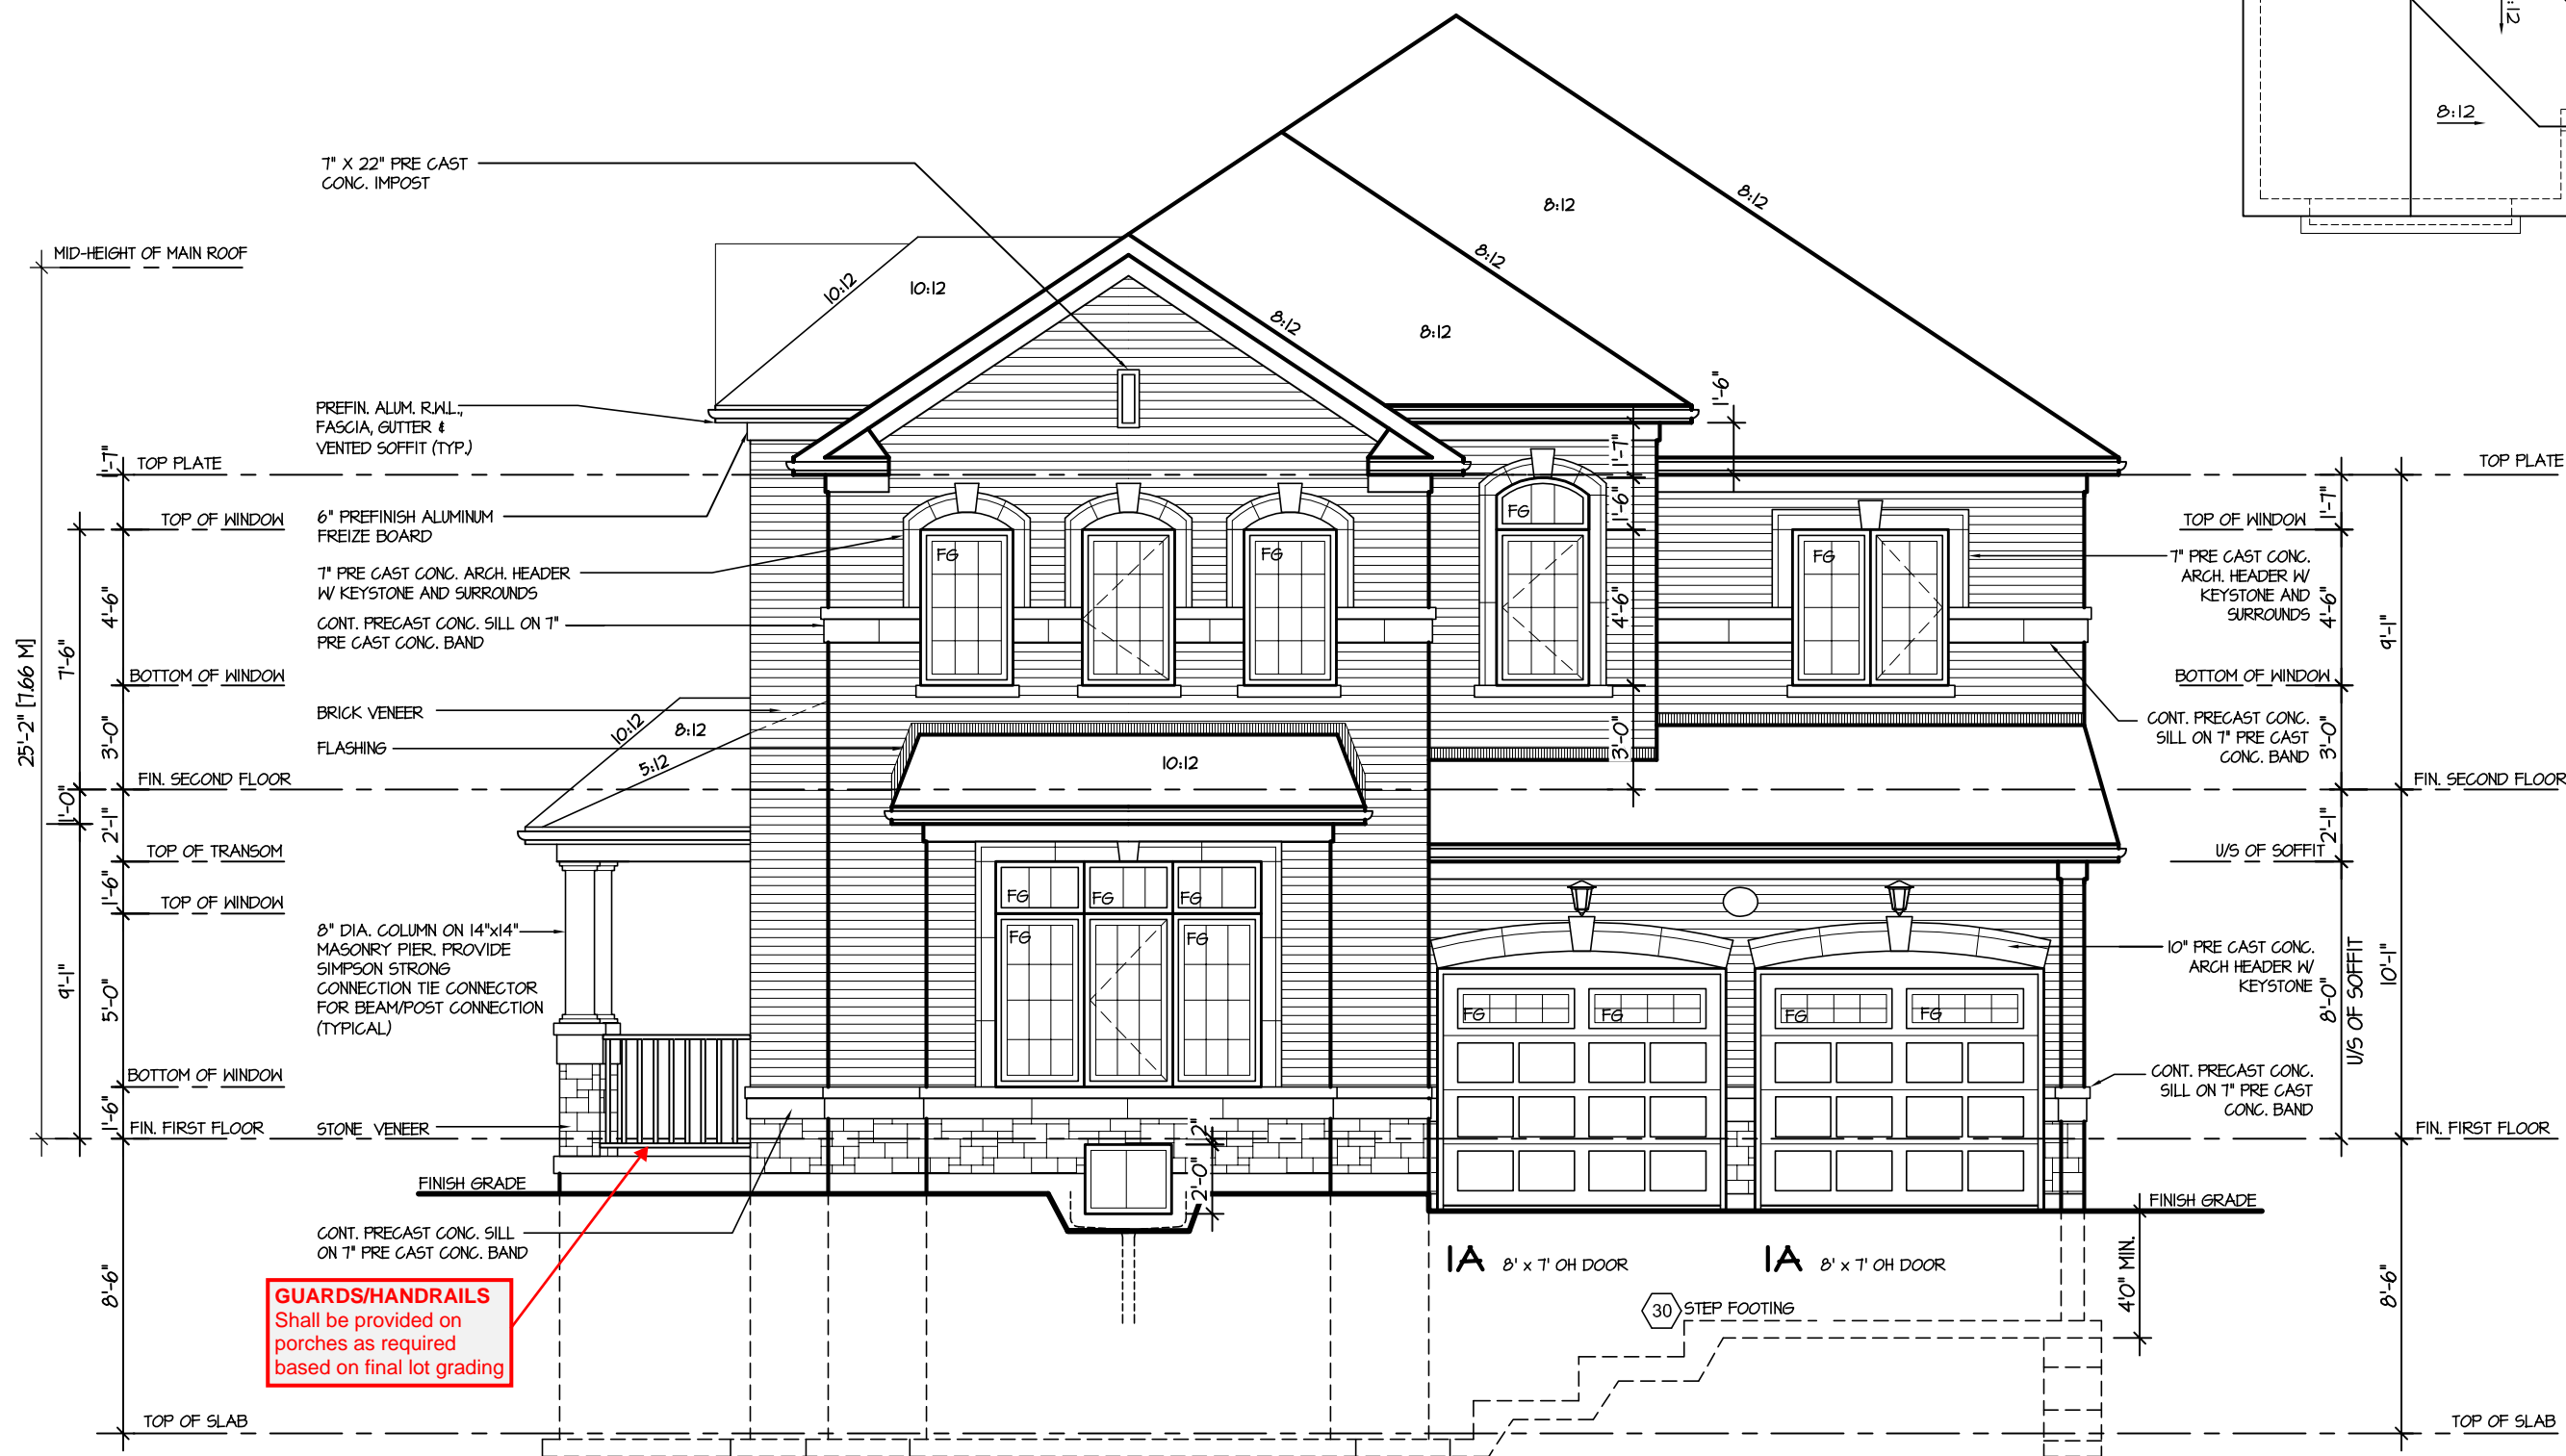 :12
8:12
7" X 22" PRE CAST
CONC. IMPOST
8:12
8:12
8:12
MID-HEIGHT OF MAIN ROOF
10:12
10:12
8:12
8:12
1'-6"
PREFIN. ALUM. R.W.L.,
FASCIA, GUTTER &
VENTED SOFFIT (TYP.)
1'-7"
TOP PLATE
1'-7"
TOP PLATE
TOP OF WINDOW
6" PREFINISH ALUMINUM
FREIZE BOARD
FG
FG
FG
1'-6"
FG
TOP OF WINDOW
1'-7"
7" PRE CAST CONC. ARCH. HEADER
W/ KEYSTONE AND SURROUNDS
7" PRE CAST CONC.
ARCH. HEADER W/
KEYSTONE AND
SURROUNDS
4'-6"
4'-6"
4'-6"
CONT. PRECAST CONC. SILL ON 7"
PRE CAST CONC. BAND
25'-2" [7.66 M]
7'-6"
9'-1"
BOTTOM OF WINDOW
BOTTOM OF WINDOW
BRICK VENEER
10:12
8:12
5:12
3'-0"
3'-0"
3'-0"
CONT. PRECAST CONC.
SILL ON 7" PRE CAST
CONC. BAND
FLASHING
10:12
FIN. SECOND FLOOR
FIN. SECOND FLOOR
1'-0"
2'-1"
2'-1"
TOP OF TRANSOM
U/S OF SOFFIT
1'-6"
FG
FG
FG
TOP OF WINDOW
8" DIA. COLUMN ON 14"x14"
MASONRY PIER. PROVIDE
SIMPSON STRONG
CONNECTION TIE CONNECTOR
FOR BEAM/POST CONNECTION
(TYPICAL)
FG
FG
10" PRE CAST CONC.
ARCH HEADER W/
KEYSTONE
9'-1"
5'-0"
8'-0"
U/S OF SOFFIT
10'-1"
FG
FG
FG
FG
BOTTOM OF WINDOW
CONT. PRECAST CONC.
SILL ON 7" PRE CAST
CONC. BAND
1'-6"
FIN. FIRST FLOOR
STONE VENEER
2"
FIN. FIRST FLOOR
FINISH GRADE
2'-0"
FINISH GRADE
CONT. PRECAST CONC. SILL
ON 7" PRE CAST CONC. BAND
1A 8' x 7' OH DOOR
1A 8' x 7' OH DOOR
4'0" MIN.
8'-6"
8'-6"
GUARDS/HANDRAILS
Shall be provided on
porches as required
based on final lot grading
30 STEP FOOTING
TOP OF SLAB
TOP OF SLAB